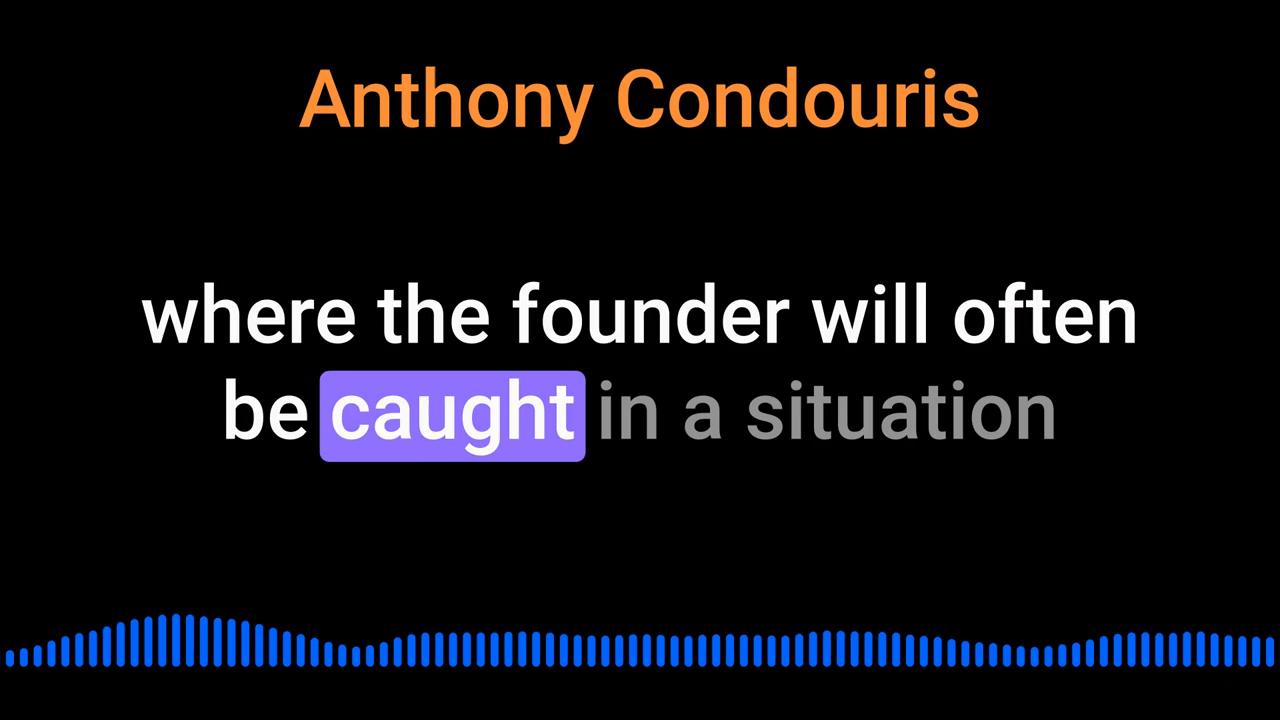 Anthony Condouris
where the founder will often
be caught in a situation